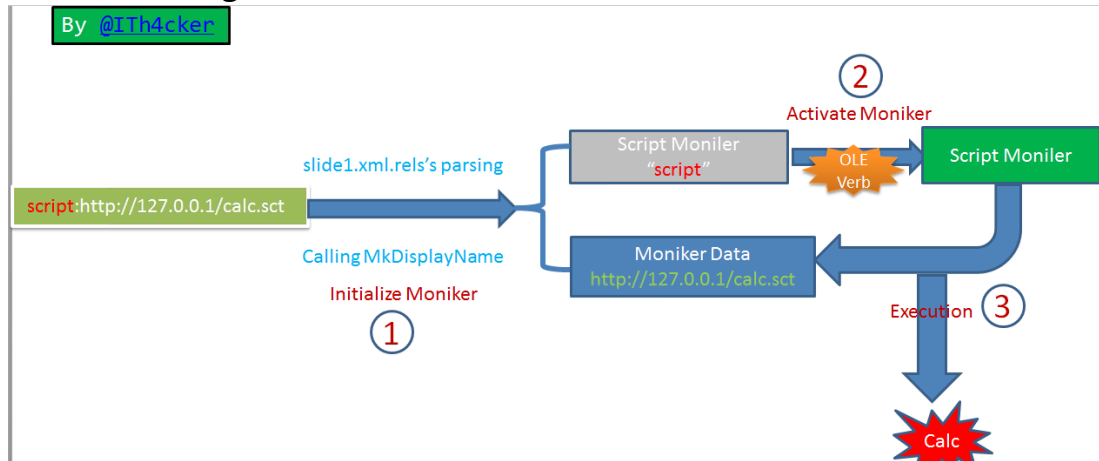 By @ITh4cker
2
Activate Moniker
Script Moniler
"script"
OLE
Verb
Script Moniler
slide1.xml.rels's parsing
script:http://127.0.0.1/calc.sct
Calling MkDisplayName
Initialize Moniker
1
Moniker Data
http://127.0.0.1/calc.sct
Execution
3
Calc